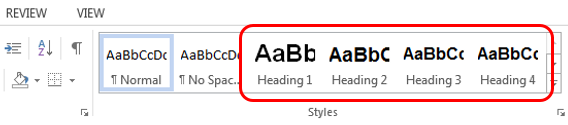 REVIEW VIEW
AaBbCcDc AaBbCcDc AaBb AaBbC AaBbCc AaBbCc
¶ Normal ¶ No Spac... Heading 1 Heading 2 Heading 3 Heading 4
A Z ¶
Styles